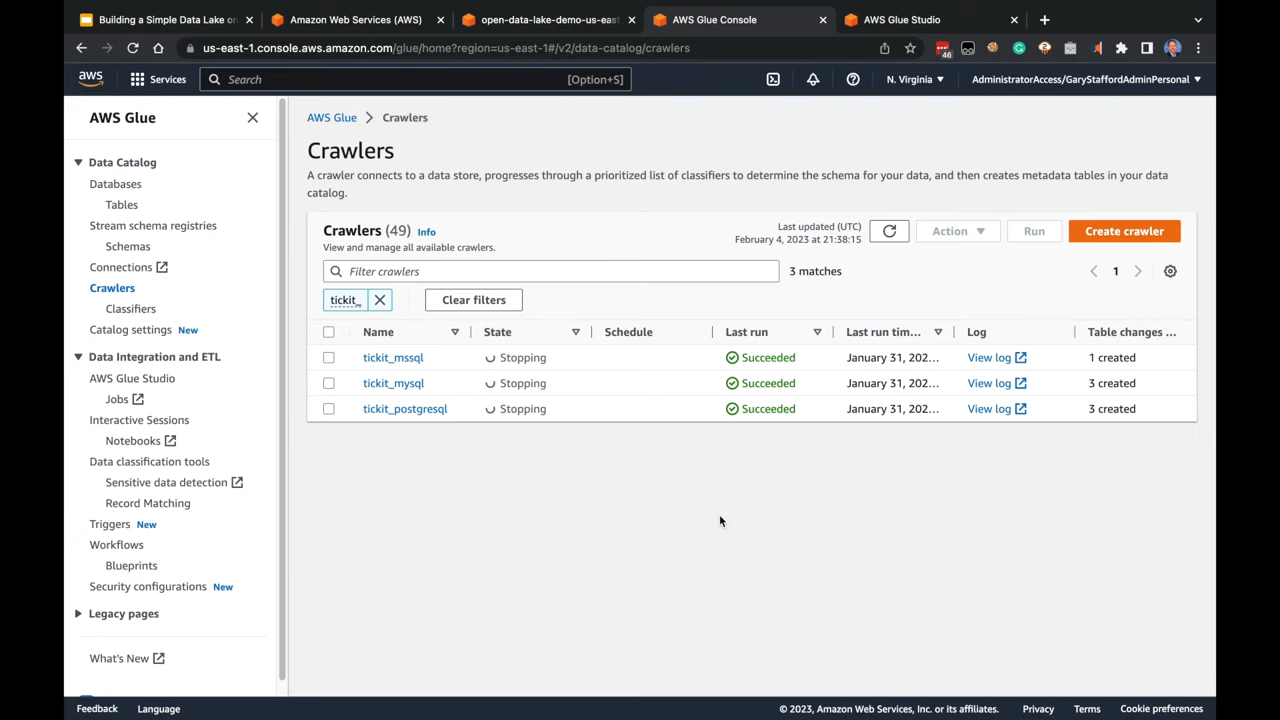 Building a Simple Data Lake on
Amazon Web Services (AWS)
open-data-lake-demo-us-east
AWS Glue Console
AWS Glue Studio
us-east-1.console.aws.amazon.com/glue/home?region=us-east-1#/v2/data-catalog/crawlers
46
aws
Services
Search
[Option+S]
N. Virginia
AdministratorAccess/GaryStaffordAdminPersonal
AWS Glue
Data Catalog
Databases
Tables
Stream schema registries
Schemas
Connections
Crawlers
Classifiers
Catalog settings New
Data Integration and ETL
AWS Glue Studio
Jobs
Interactive Sessions
Notebooks
Data classification tools
Sensitive data detection
Record Matching
Triggers New
Workflows
Blueprints
Security configurations New
Legacy pages
What's New
AWS Glue > Crawlers
Crawlers
A crawler connects to a data store, progresses through a prioritized list of classifiers to determine the schema for your data, and then creates metadata tables in your data
catalog.
Crawlers (49) Info
View and manage all available crawlers.
Last updated (UTC)
February 4, 2023 at 21:38:15
Action
Run
Create crawler
Filter crawlers
3 matches
1
tickit_
Clear filters
Name State Schedule Last run Last run tim... Log Table changes ...
tickit_mssql Stopping Succeeded January 31, 202... View log 1 created
tickit_mysql Stopping Succeeded January 31, 202... View log 3 created
tickit_postgresql Stopping Succeeded January 31, 202... View log 3 created
Feedback
Language
© 2023, Amazon Web Services, Inc. or its affiliates.
Privacy
Terms
Cookie preferences